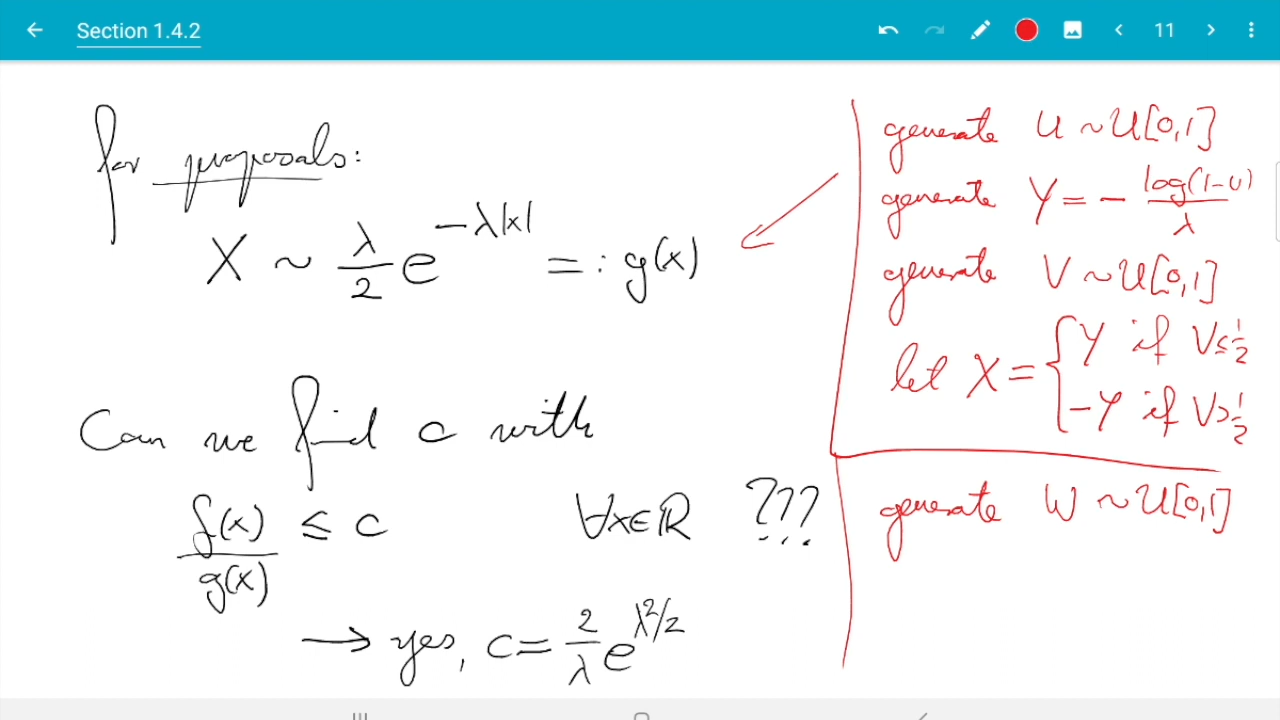 Section 1.4.2
11
for proposals:
X ~ λ/2 e^{-λ|x|} =: g(x)
Can we find c with
f(x)/g(x) ≤ c ∀x∈ℝ ???
→ yes, c = 2/λ e^{λ²/2}
generate U ~ U[0,1]
generate Y = - log(1-U)/λ
generate V ~ U[0,1]
let X = { Y if V ≤ 1/2
-Y if V > 1/2
generate W ~ U[0,1]